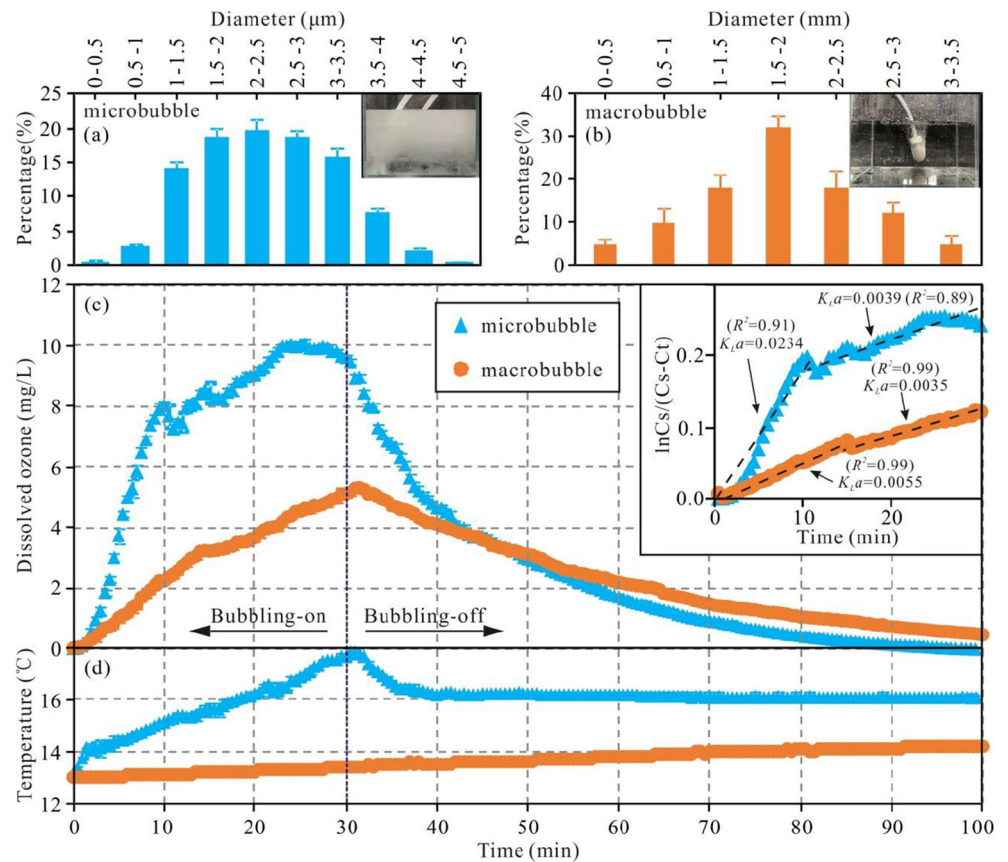 Diameter (μm)
0-0.5
0.5 -1
1-1.5
1.5 -2
2-2.5
2.5 -3
3-3.5
3.5 -4
4-4.5
4.5 -5
microbubble
(a)
Percentage(%)
25
20
15
10
5
0
Diameter ( mm)
0-0.5
0.5 -1
1-1.5
1.5-2
2-2.5
2.5 -3
3-3.5
macrobubble
(b)
Percentage(%)
40
30
20
10
0
(c)
Dissolved ozone (mg/L)
12
10
8
6
4
2
0
microbubble
macrobubble
Bubbling-on
Bubbling-off
lnCs/(Cs-Ct)
0.2
0.1
0.0
0
10
20
Time (min)
KLa=0.0039 (R²=0.89)
(R²=0.91)
KLa=0.0234
(R²=0.99)
KLa=0.0035
(R²=0.99)
KLa=0.0055
(d)
Temperature (℃)
16
14
12
0
10
20
30
40
50
60
70
80
90
100
Time (min)